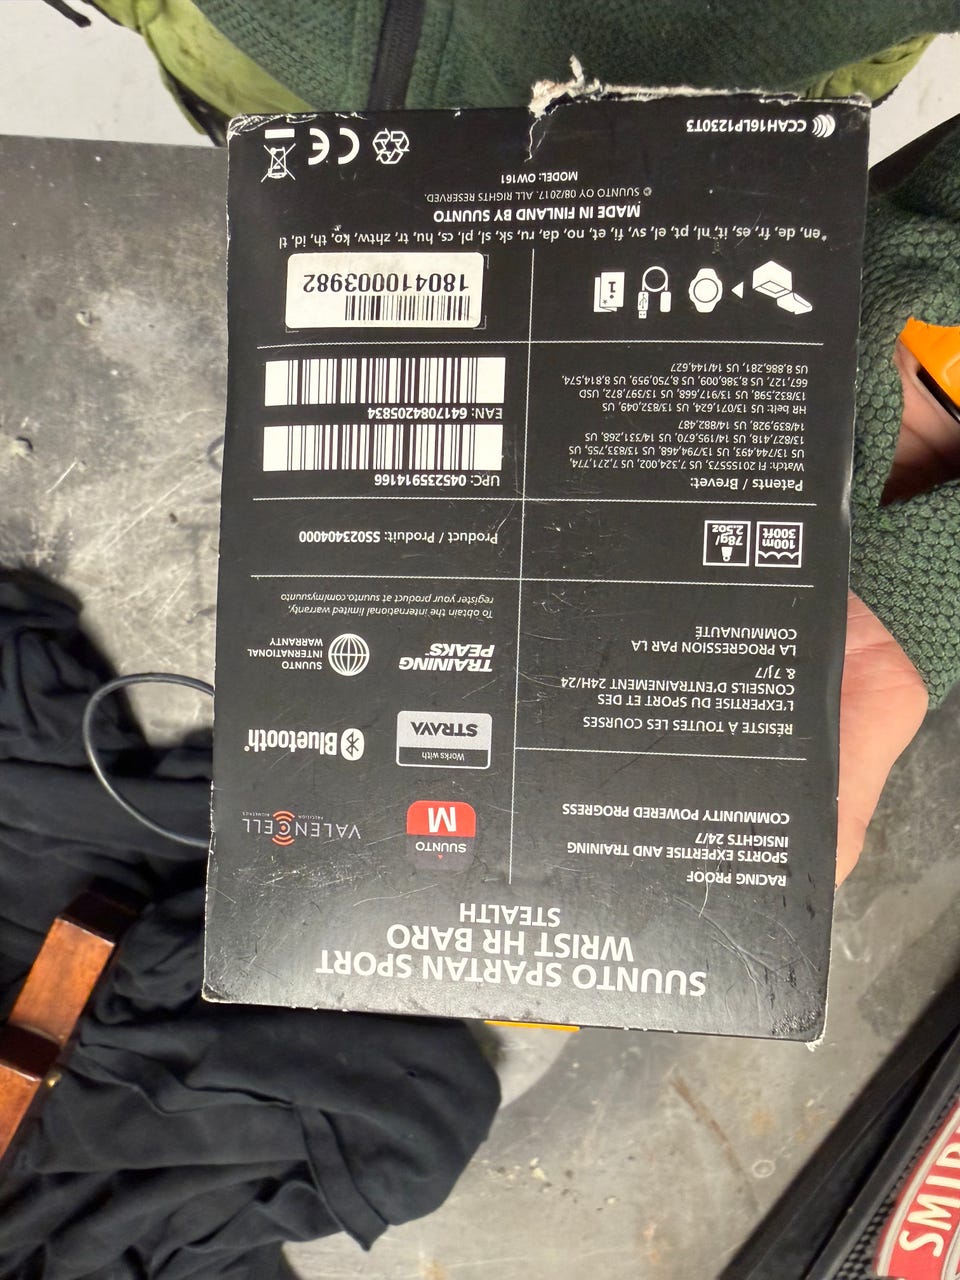 SUUNTO SPARTAN SPORT
WRIST HR BARO
STEALTH
RACING PROOF
SPORTS EXPERTISE AND TRAINING
INSIGHTS 24/7
COMMUNITY POWERED PROGRESS
RÉSISTE À TOUTES LES COURSES
L'EXPERTISE DU SPORT ET DES
CONSEILS D'ENTRAINEMENT 24H/24
& 7J/7
LA PROGRESSION PAR LA
COMMUNAUTÉ
100m
300ft
78g/
2.5oz
Patents / Brevet:
Watch: FI 20155573, US 7,324,002, US 7,271,774,
US 13/744,493, US 13/794,468, US 13/833,755, US
13/827,418, US 14/195,670, US 14/331,268, US
14/839,928, US 14/882,487
HR belt: US 13/071,624, US 13/832,049, US
13/832,598, US 13/917,668, US 13/397,872, USD
667,127, US 8,386,009, US 8,750,959, US 8,814,574,
US 8,886,281, US 14/144,627
SUUNTO
M
VALENCELL
PRECISION BIOMETRICS
Works with
STRAVA
Bluetooth®
TRAINING
PEAKS™
SUUNTO
INTERNATIONAL
WARRANTY
To obtain the international limited warranty,
register your product at suunto.com/mysuunto
Product / Produit: SS02340400
UPC: 045235914166
EAN: 6417084205834
180410003982
*en, de, fr, es, it, nl, pt, el, sv, fi, et, no, da, ru, sk, sl, pl, cs, hu, tr, zhtw, ko, th, id, tl
MADE IN FINLAND BY SUUNTO
© SUUNTO OY 08/2017. ALL RIGHTS RESERVED.
MODEL: OW161
CCAH16LP1230T3
CE